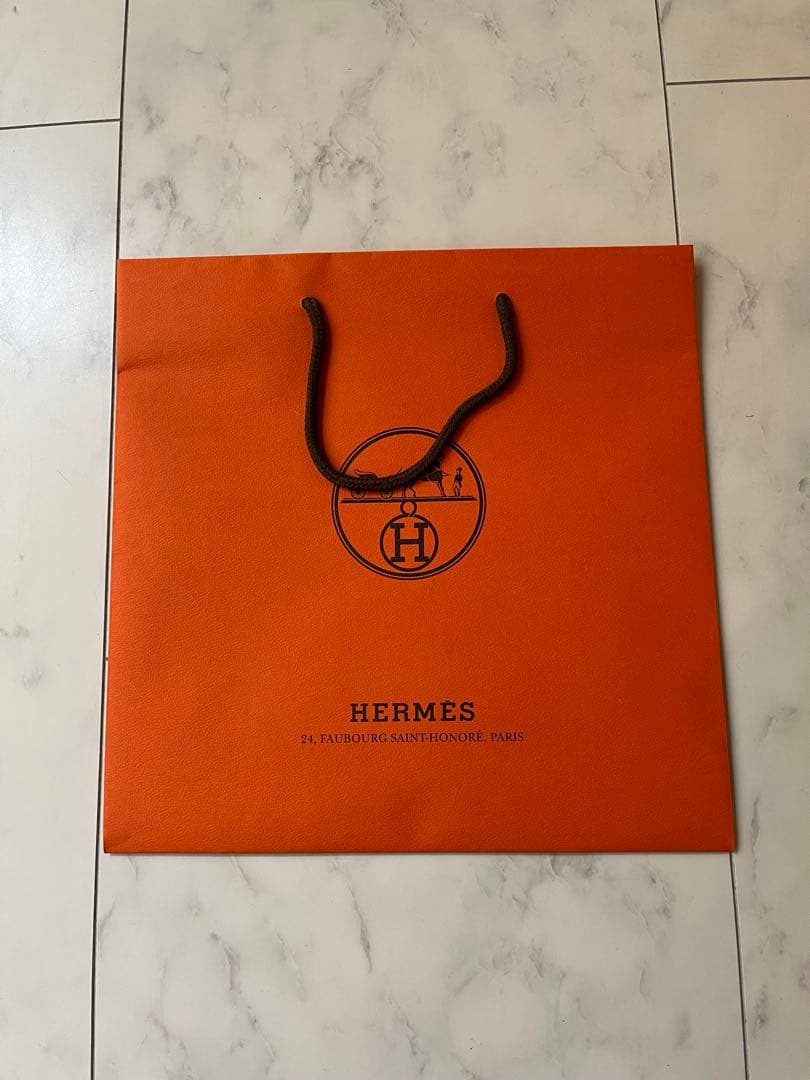 H
HERMÈS
24, FAUBOURG SAINT-HONORÉ, PARIS